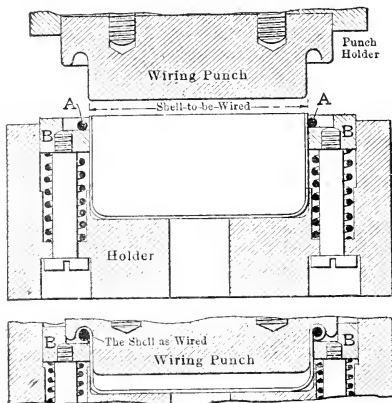 Punch
Holder
Wiring Punch
A
Shell-to-be-Wired
A
B
B
Holder
B
The Shell as Wired
B
Wiring Punch